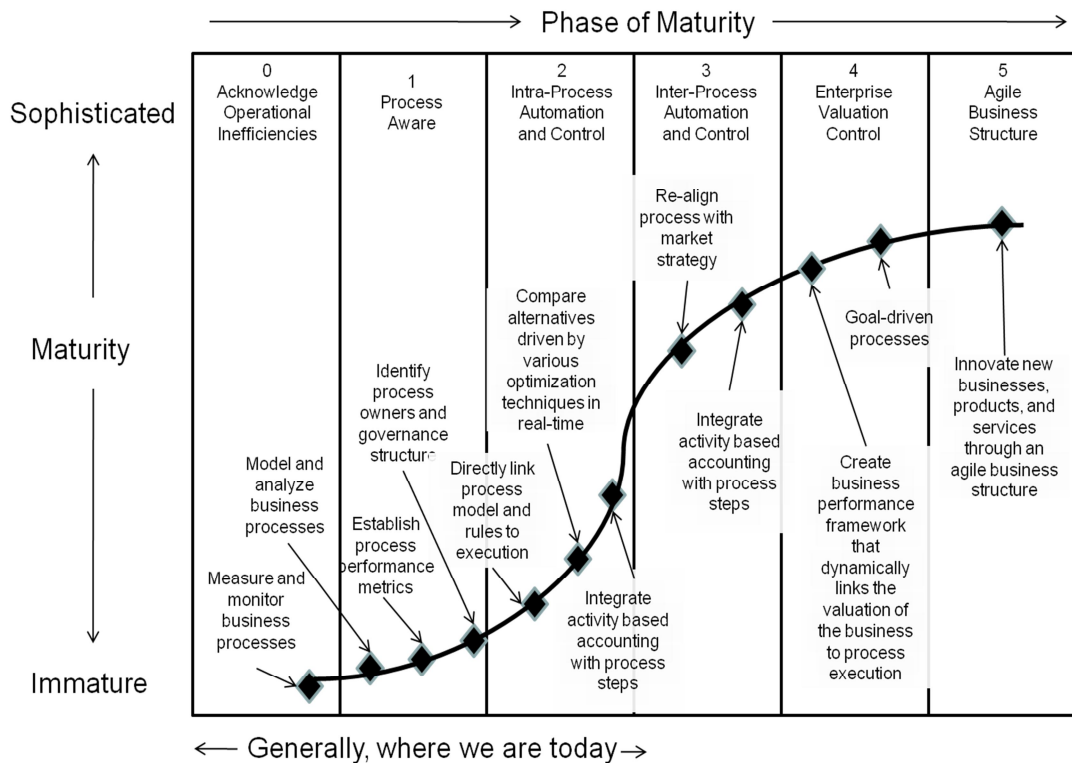 Phase of Maturity
Sophisticated
Maturity
Immature
0
Acknowledge
Operational
Inefficiencies
1
Process
Aware
2
Intra-Process
Automation
and Control
3
Inter-Process
Automation
and Control
4
Enterprise
Valuation
Control
5
Agile
Business
Structure
Measure and
monitor
business
processes
Model and
analyze
business
processes
Establish
process
performance
metrics
Identify
process
owners and
governance
structure
Directly link
process
model and
rules to
execution
Compare
alternatives
driven by
various
optimization
techniques in
real-time
Integrate
activity based
accounting
with process
steps
Re-align
process with
market
strategy
Integrate
activity based
accounting
with process
steps
Create business
performance
framework
that
dynamically
links the
valuation of
the business
to process
execution
Goal-driven
processes
Innovate new
businesses,
products, and
services
through an
agile business
structure
Generally, where we are today